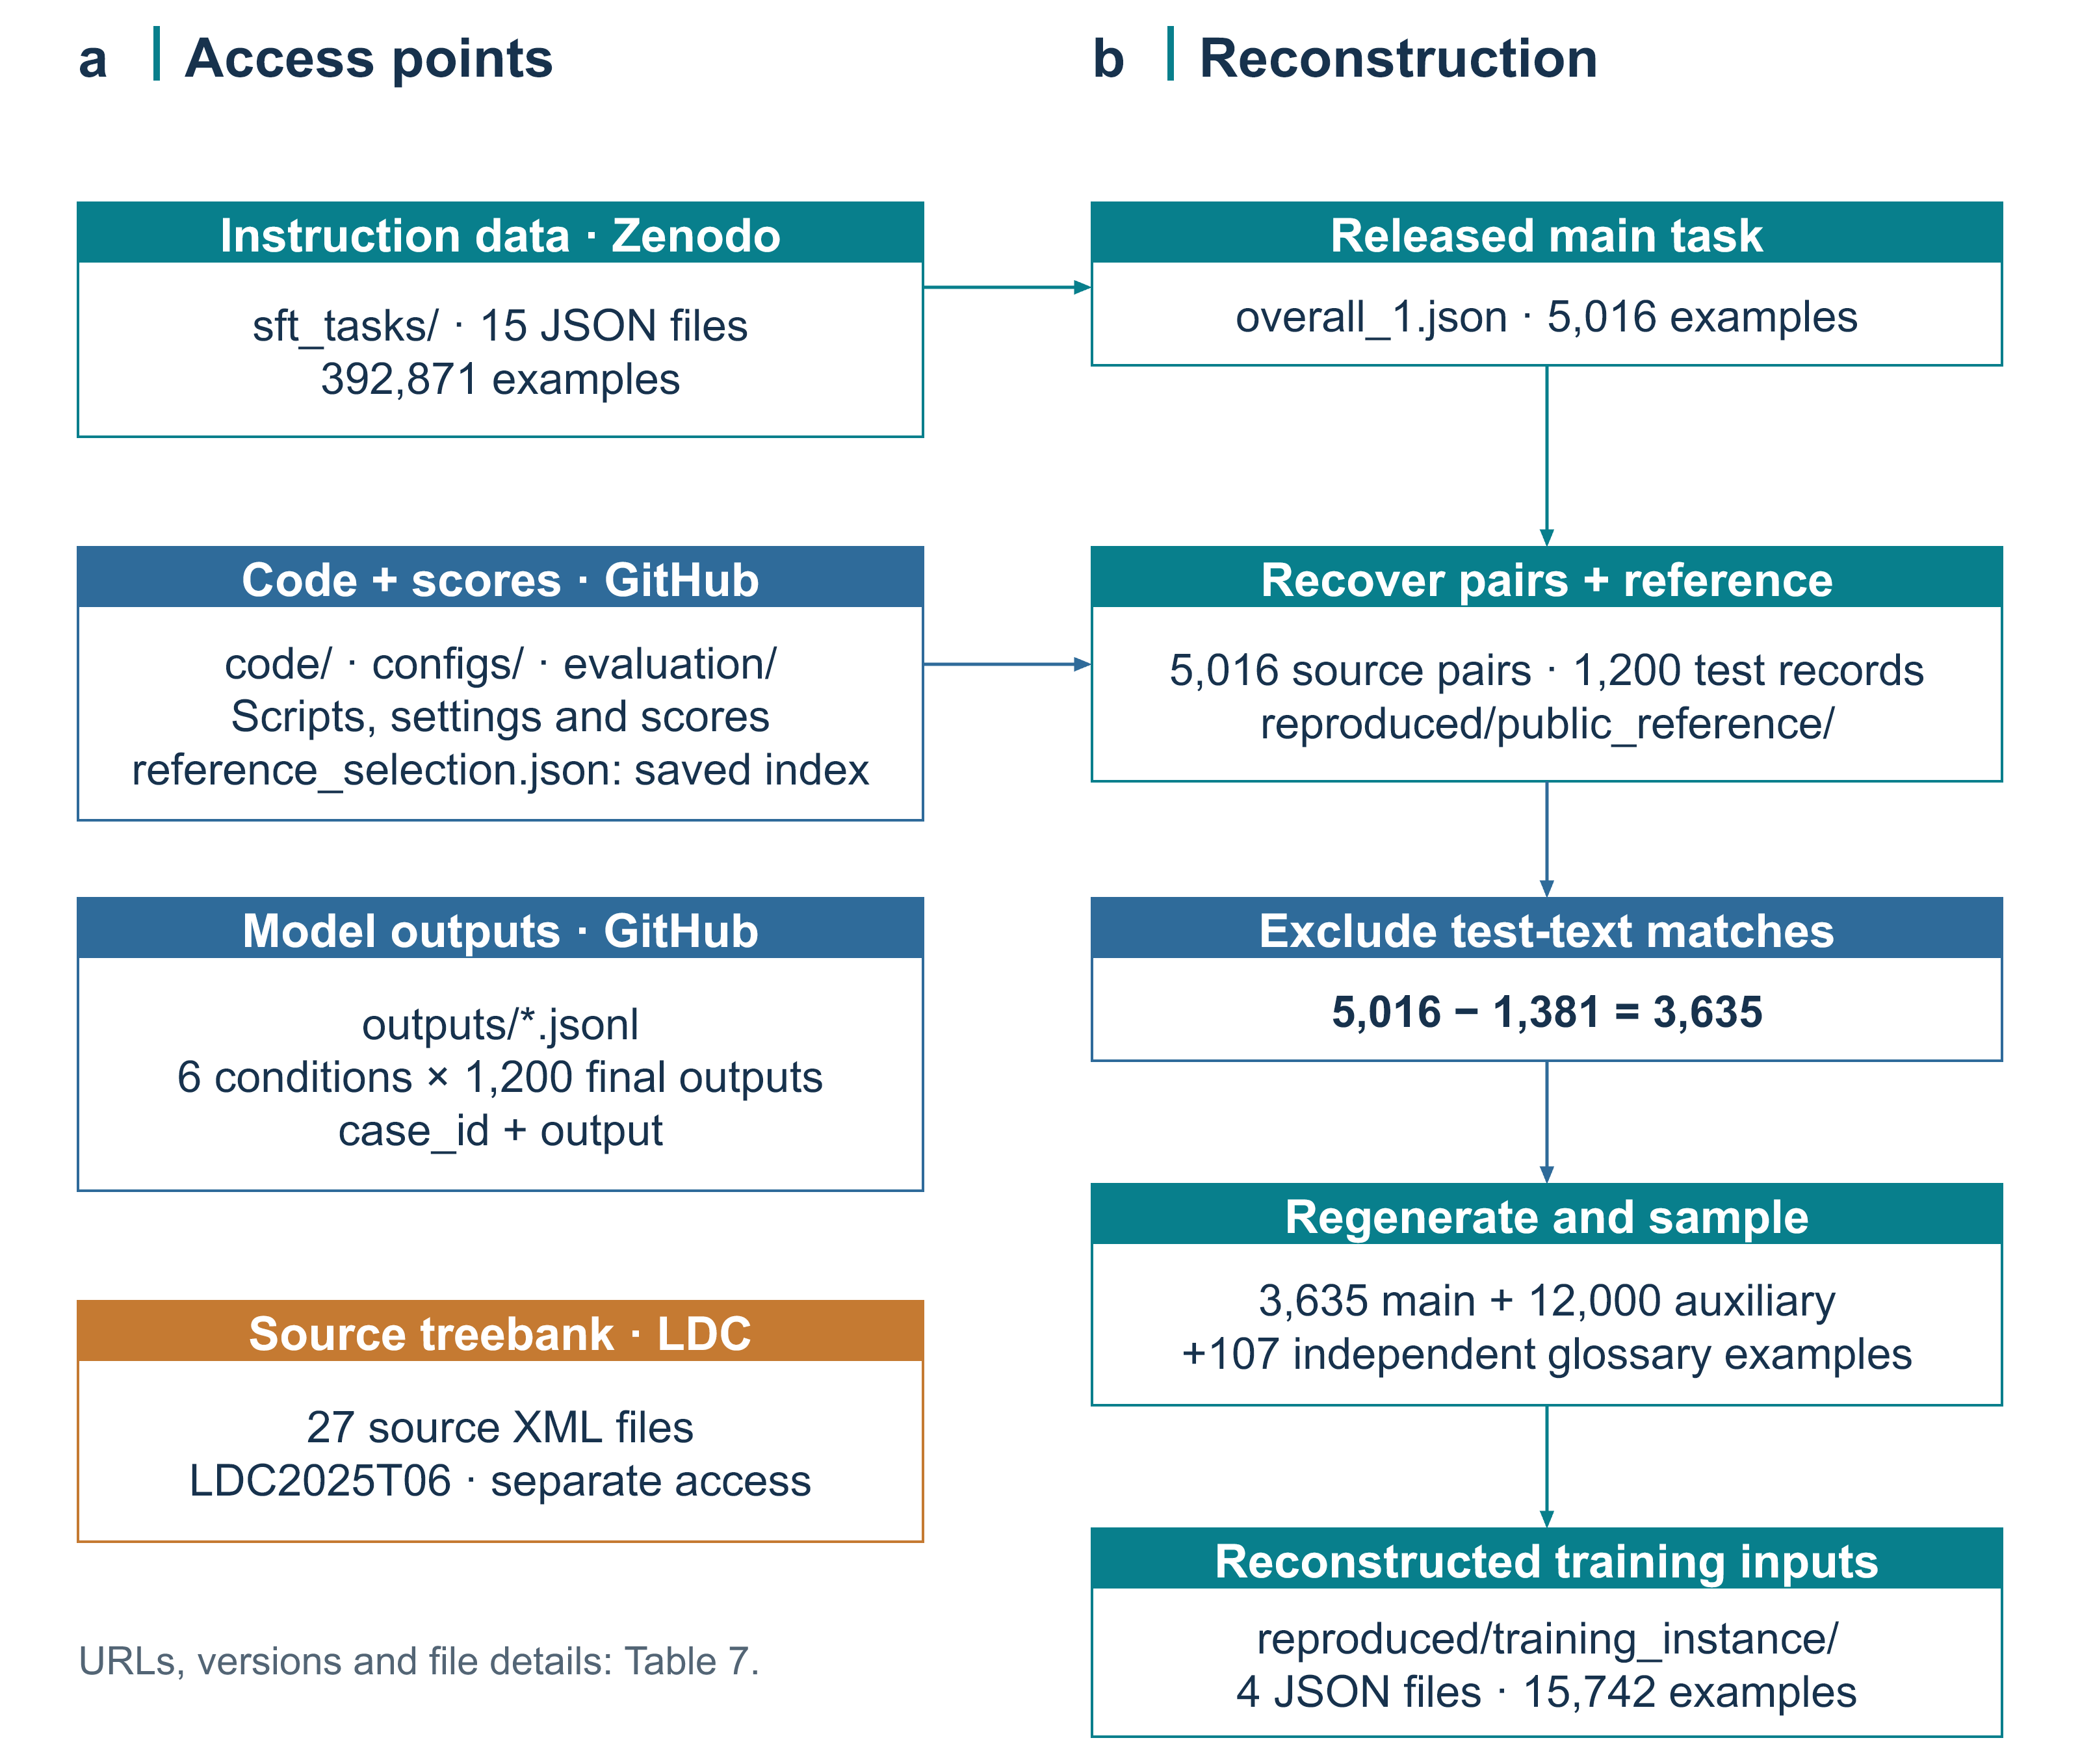 a
Access points
Instruction data · Zenodo
sft_tasks/ · 15 JSON files
392,871 examples
Code + scores · GitHub
code/ · configs/ · evaluation/
Scripts, settings and scores
reference_selection.json: saved index
Model outputs · GitHub
outputs/*.jsonl
6 conditions × 1,200 final outputs
case_id + output
Source treebank · LDC
27 source XML files
LDC2025T06 · separate access
URLs, versions and file details: Table 7.
b
Reconstruction
Released main task
overall_1.json · 5,016 examples
Recover pairs + reference
5,016 source pairs · 1,200 test records
reproduced/public_reference/
Exclude test-text matches
5,016 − 1,381 = 3,635
Regenerate and sample
3,635 main + 12,000 auxiliary
+107 independent glossary examples
Reconstructed training inputs
reproduced/training_instance/
4 JSON files · 15,742 examples